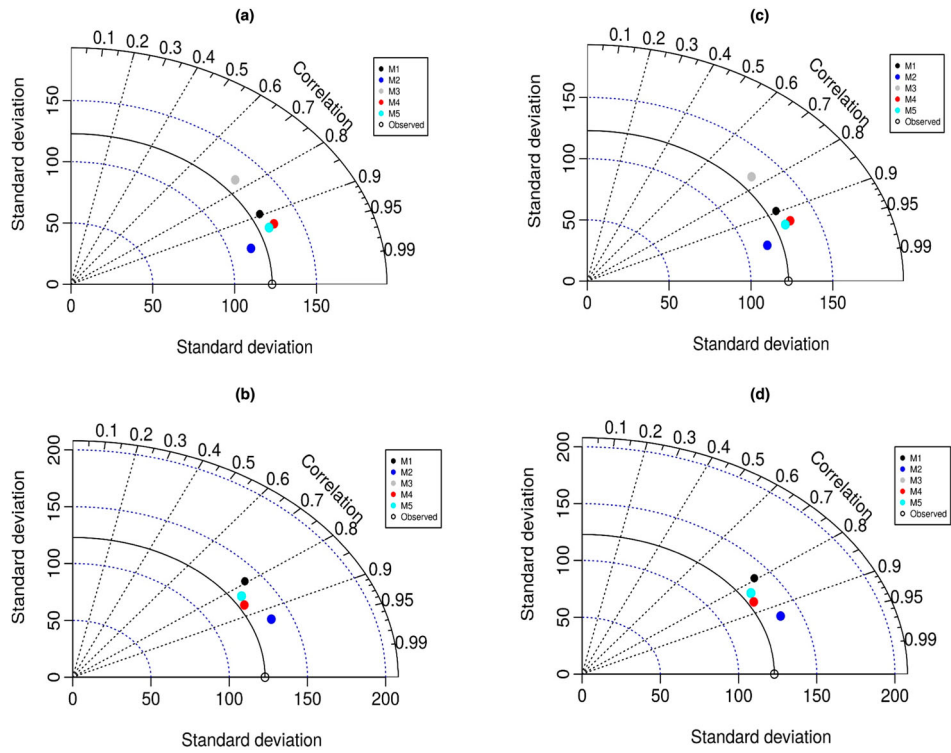 (a)
0.1 0.2 0.3 0.4 0.5 0.6 0.7 0.8 0.9 0.95 0.99
Correlation
M1
M2
M3
M4
M5
Observed
Standard deviation
150
100
50
0
0 50 100 150
Standard deviation
(c)
0.1 0.2 0.3 0.4 0.5 0.6 0.7 0.8 0.9 0.95 0.99
Correlation
M1
M2
M3
M4
M5
Observed
Standard deviation
150
100
50
0
0 50 100 150
Standard deviation
(b)
0.1 0.2 0.3 0.4 0.5 0.6 0.7 0.8 0.9 0.95 0.99
Correlation
M1
M2
M3
M4
M5
Observed
Standard deviation
200
150
100
50
0
0 50 100 150 200
Standard deviation
(d)
0.1 0.2 0.3 0.4 0.5 0.6 0.7 0.8 0.9 0.95 0.99
Correlation
M1
M2
M3
M4
M5
Observed
Standard deviation
200
150
100
50
0
0 50 100 150 200
Standard deviation